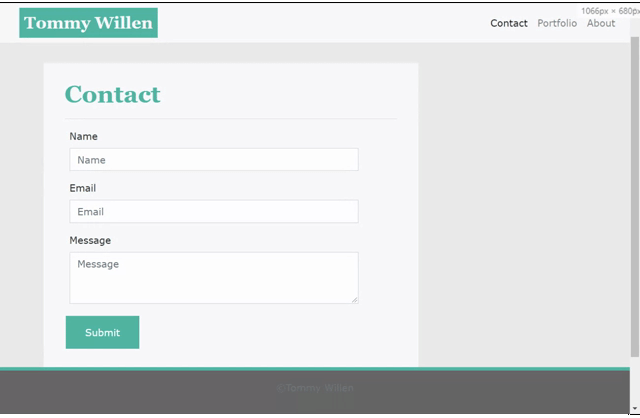 Tommy Willen
Contact Portfolio About
1066px × 680px
Contact
Name
Name
Email
Email
Message
Message
Submit
©Tommy Willen